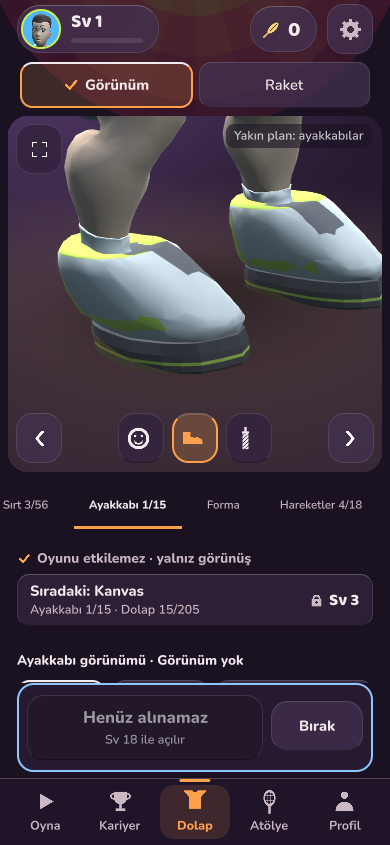 Sv 1
0
Görünüm
Raket
Yakın plan: ayakkabılar
Sırt 3/56
Ayakkabı 1/15
Forma
Hareketler 4/18
Oyunu etkilemez · yalnız görünüş
Sıradaki: Kanvas
Ayakkabı 1/15 · Dolap 15/205
Sv 3
Ayakkabı görünümü · Görünüm yok
Henüz alınamaz
Sv 18 ile açılır
Bırak
Oyna
Kariyer
Dolap
Atölye
Profil